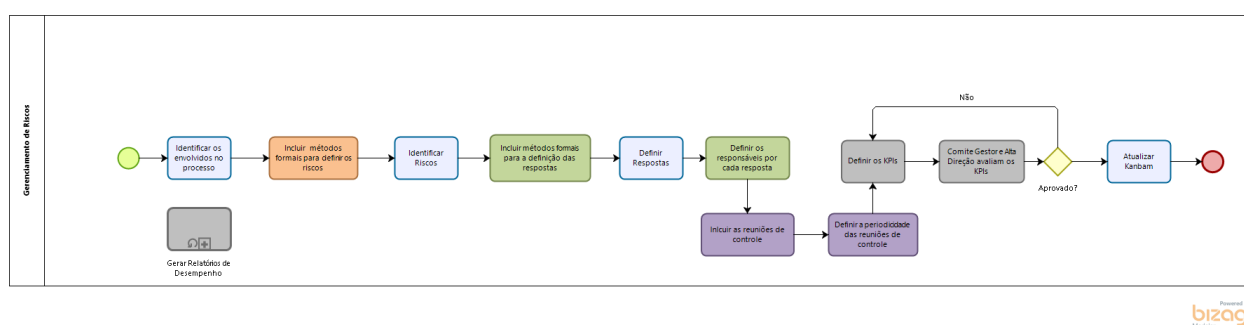 Gerenciamento de Riscos
Identificar os
envolvidos no
processo
Incluir métodos
formais para definir os
riscos
Identificar
Riscos
Incluir métodos formais
para a definição das
respostas
Definir
Respostas
Definir os
responsáveis por
cada resposta
Inlcuir as reuniões de
controle
Definir a periodicidade
das reuniões de
controle
Definir os KPIs
Comite Gestor e Alta
Direção avaliam os
KPIs
Não
Aprovado?
Atualizar
Kanbam
Gerar Relatórios de
Desempenho
Powered